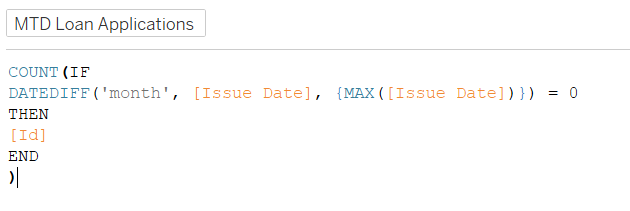 MTD Loan Applications
COUNT(IF
DATEDIFF('month', [Issue Date], {MAX([Issue Date])}) = 0
THEN
[Id]
END
)